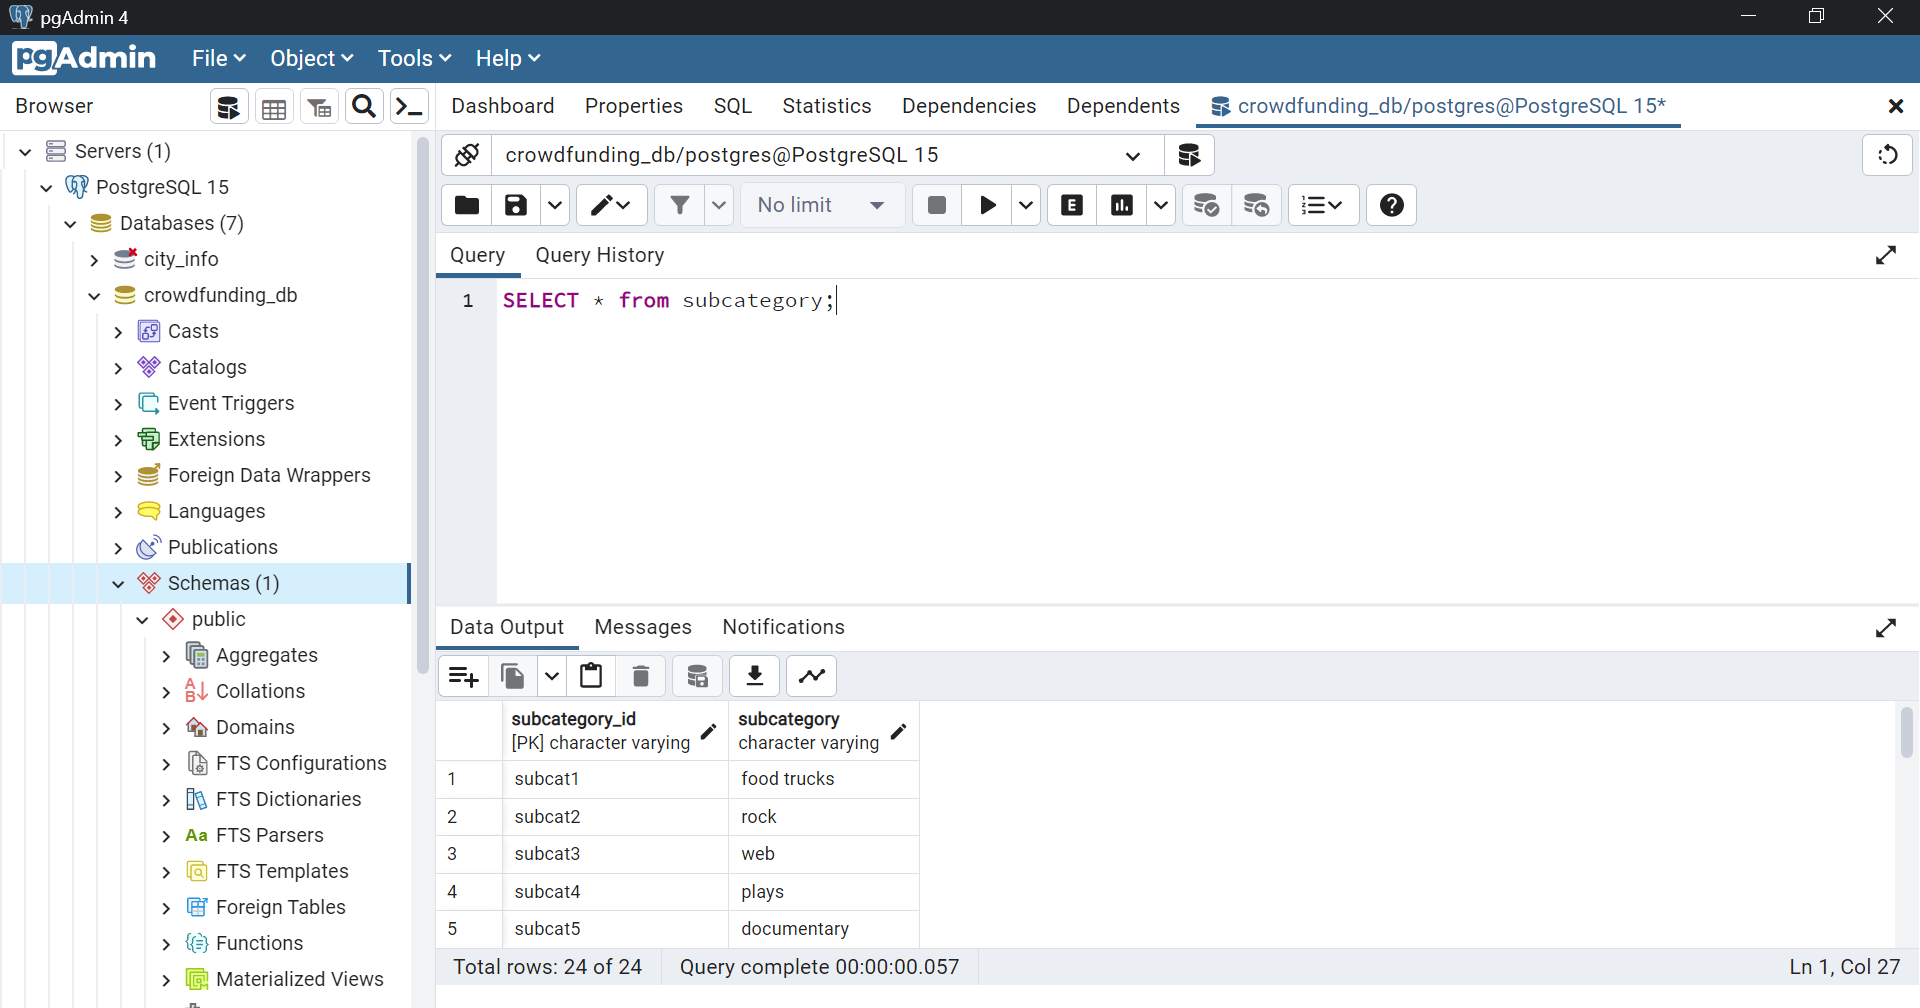 pgAdmin 4
pgAdmin File Object Tools Help
Browser
Dashboard Properties SQL Statistics Dependencies Dependents crowdfunding_db/postgres@PostgreSQL 15*
Servers (1)
PostgreSQL 15
Databases (7)
city_info
crowdfunding_db
Casts
Catalogs
Event Triggers
Extensions
Foreign Data Wrappers
Languages
Publications
Schemas (1)
public
Aggregates
Collations
Domains
FTS Configurations
FTS Dictionaries
Aa FTS Parsers
FTS Templates
Foreign Tables
Functions
Materialized Views
crowdfunding_db/postgres@PostgreSQL 15
No limit
E
Query Query History
1 SELECT * from subcategory;
Data Output Messages Notifications
subcategory_id subcategory
[PK] character varying character varying
1 subcat1 food trucks
2 subcat2 rock
3 subcat3 web
4 subcat4 plays
5 subcat5 documentary
Total rows: 24 of 24 Query complete 00:00:00.057 Ln 1, Col 27